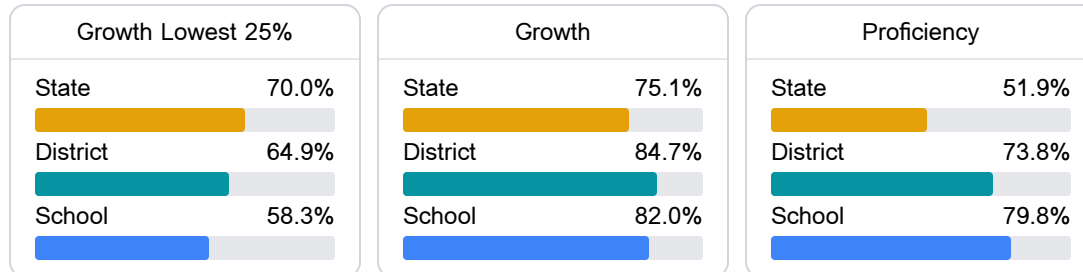 Growth Lowest 25%
State 70.0%
District 64.9%
School 58.3%
Growth
State 75.1%
District 84.7%
School 82.0%
Proficiency
State 51.9%
District 73.8%
School 79.8%